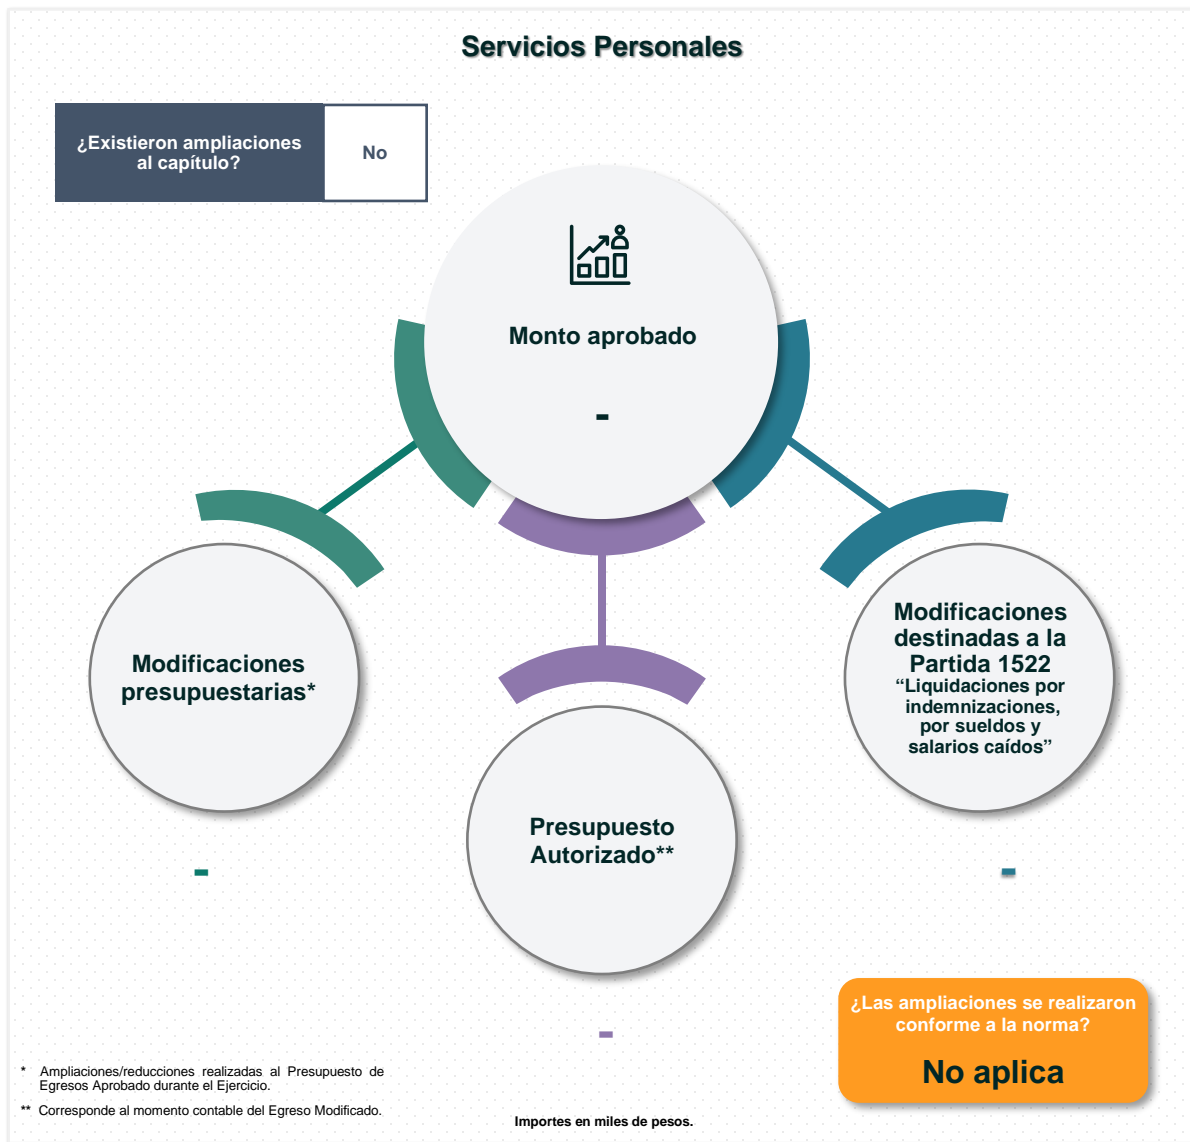 Servicios Personales
¿Existieron ampliaciones
al capítulo?
No
Monto aprobado
-
Modificaciones
presupuestarias*
-
Presupuesto
Autorizado**
-
Modificaciones
destinadas a la
Partida 1522
“Liquidaciones por
indemnizaciones,
por sueldos y
salarios caídos”
-
¿Las ampliaciones se realizaron
conforme a la norma?
No aplica
* Ampliaciones/reducciones realizadas al Presupuesto de
Egresos Aprobado durante el Ejercicio.
** Corresponde al momento contable del Egreso Modificado.
Importes en miles de pesos.